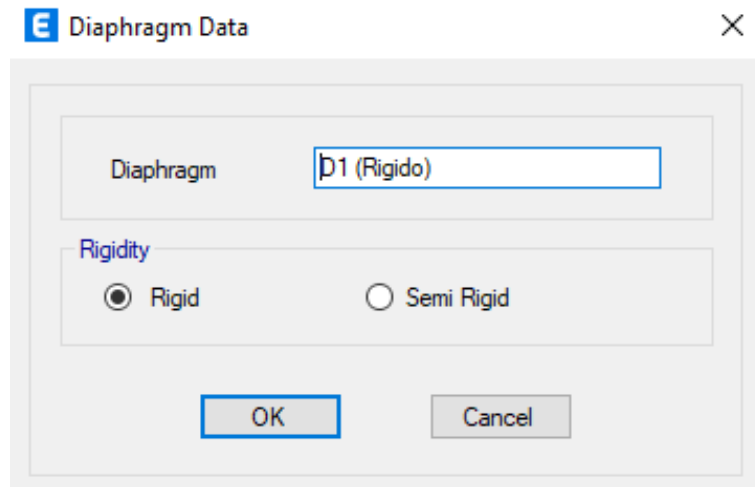 E Diaphragm Data
Diaphragm D1 (Rigido)
Rigidity
Rigid Semi Rigid
OK Cancel